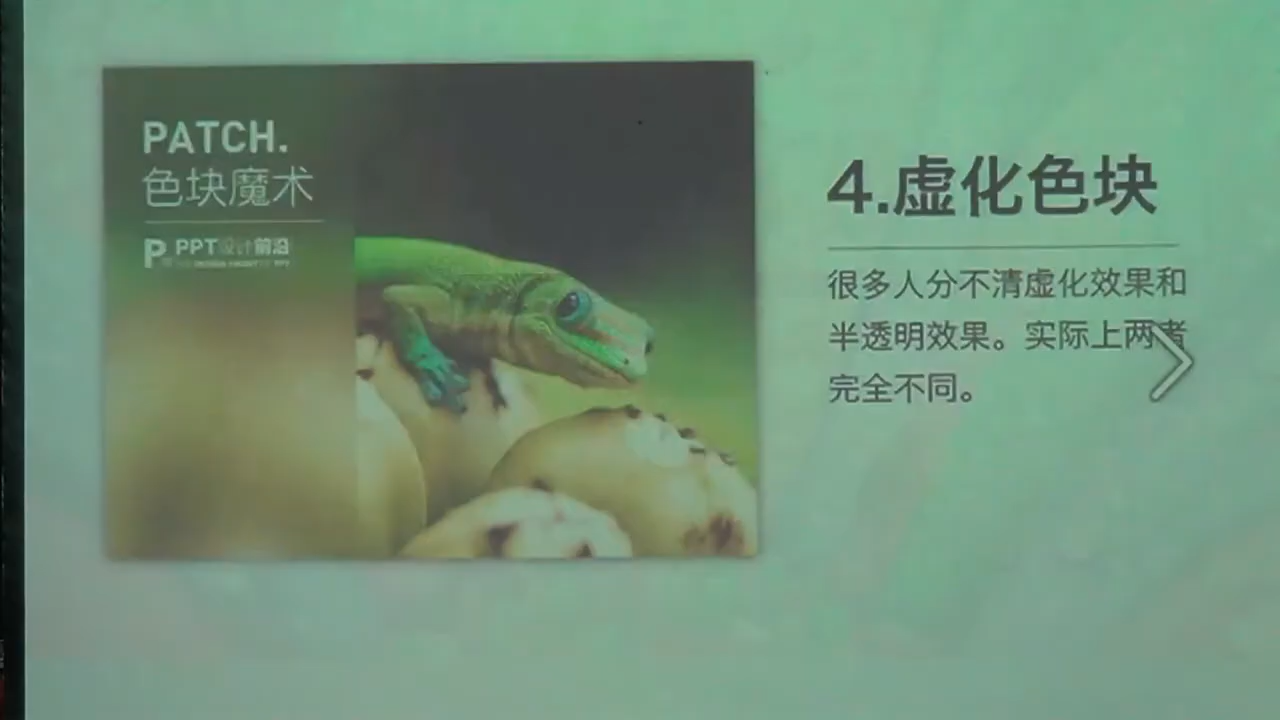 PATCH.
色块魔术
PPT设计前沿
4.虚化色块
很多人分不清虚化效果和
半透明效果。实际上两者
完全不同。